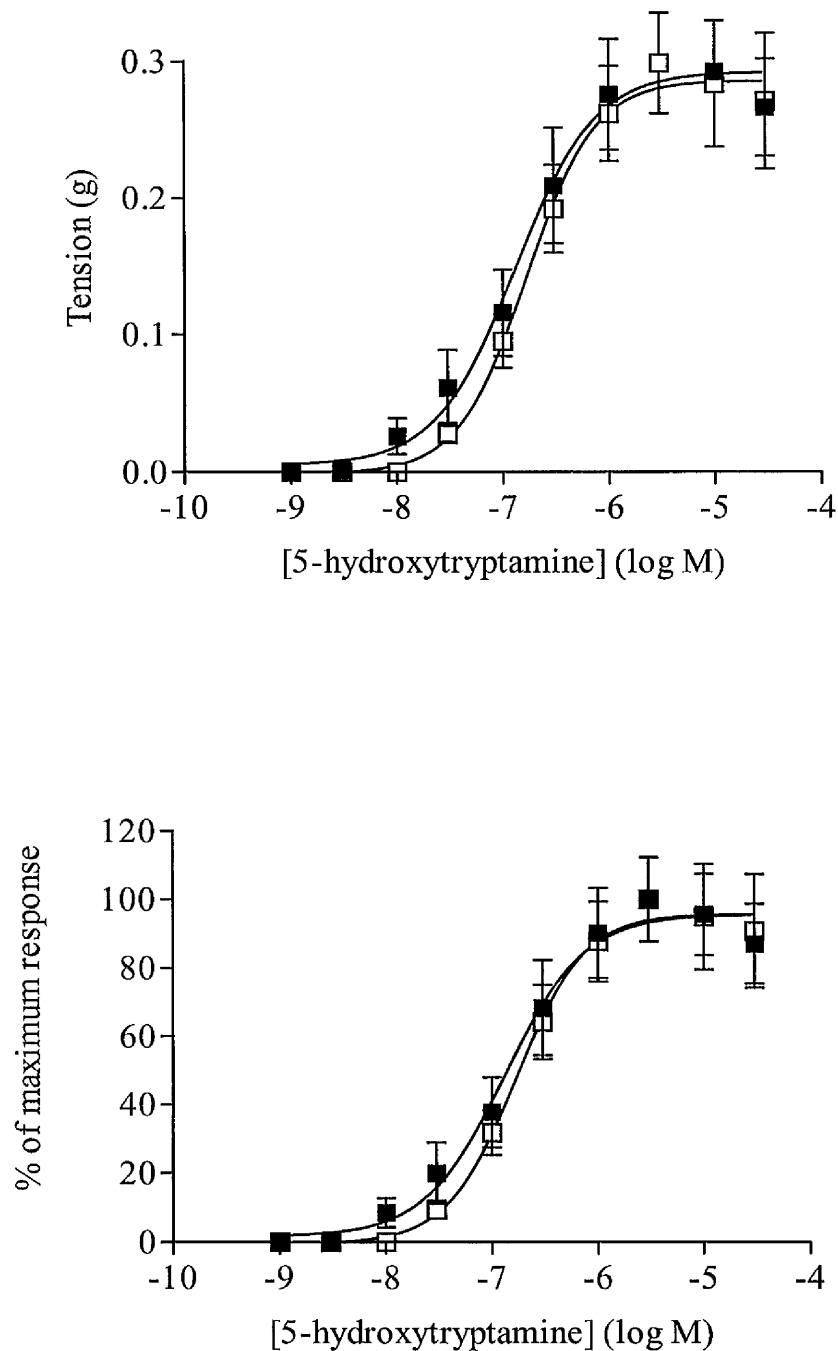 0.3
0.2
0.1
0.0
Tension (g)
-10 -9 -8 -7 -6 -5 -4
[5-hydroxytryptamine] (log M)
120
100
80
60
40
20
0
% of maximum response
-10 -9 -8 -7 -6 -5 -4
[5-hydroxytryptamine] (log M)